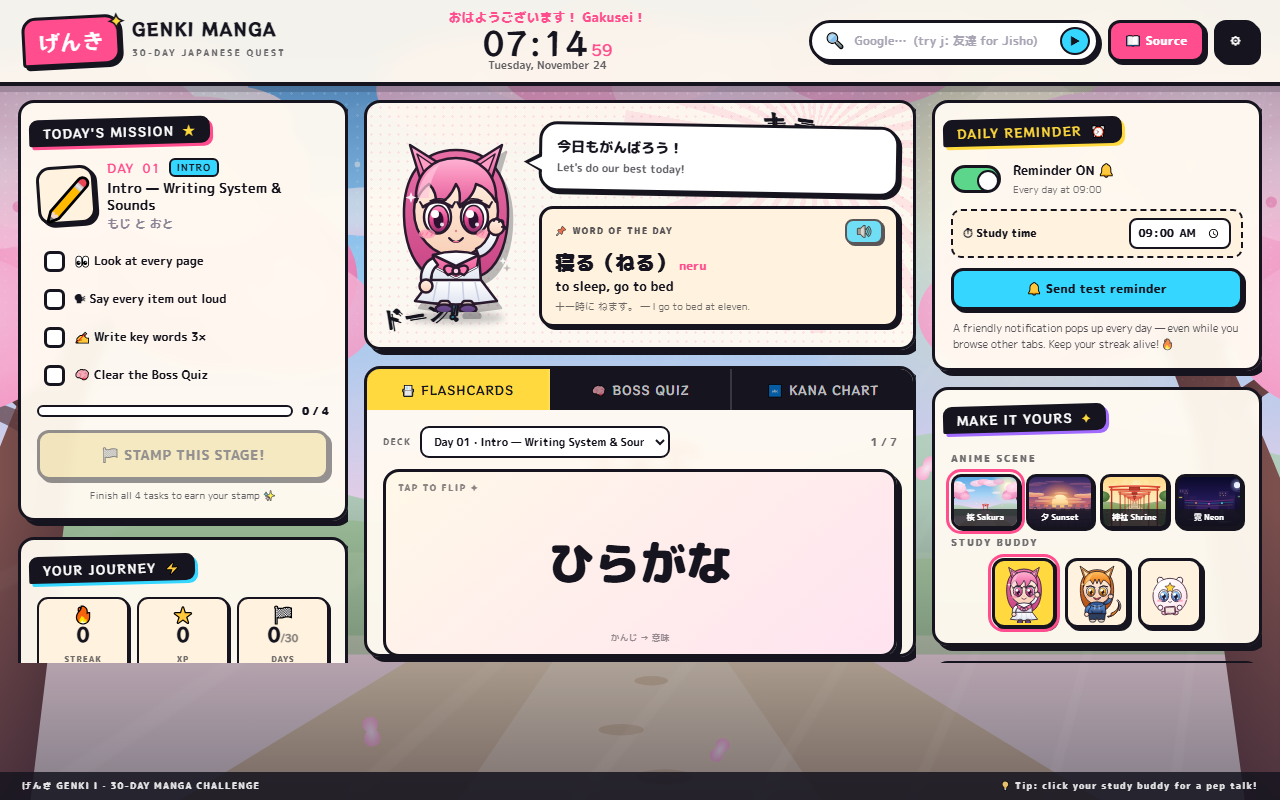 げんき
GENKI MANGA
30-DAY JAPANESE QUEST
おはようございます！ Gakusei！
07:14 59
Tuesday, November 24
Google… (try j: 友達 for Jisho)
Source
TODAY'S MISSION
DAY 01 INTRO
Intro — Writing System &
Sounds
もじ と おと
Look at every page
Say every item out loud
Write key words 3×
Clear the Boss Quiz
0 / 4
STAMP THIS STAGE!
Finish all 4 tasks to earn your stamp
YOUR JOURNEY
0
STREAK
0
XP
0/30
DAYS
今日もがんばろう！
Let's do our best today!
WORD OF THE DAY
寝る（ねる） neru
to sleep, go to bed
十一時に ねます。 — I go to bed at eleven.
FLASHCARDS
BOSS QUIZ
KANA CHART
DECK
Day 01 · Intro — Writing System & Sour
1 / 7
TAP TO FLIP
ひらがな
かんじ → 意味
DAILY REMINDER
Reminder ON
Every day at 09:00
Study time
09:00 AM
Send test reminder
A friendly notification pops up every day — even while you
browse other tabs. Keep your streak alive!
MAKE IT YOURS
ANIME SCENE
桜 Sakura
夕 Sunset
神社 Shrine
霓 Neon
STUDY BUDDY
げんき GENKI I · 30-DAY MANGA CHALLENGE
Tip: click your study buddy for a pep talk!